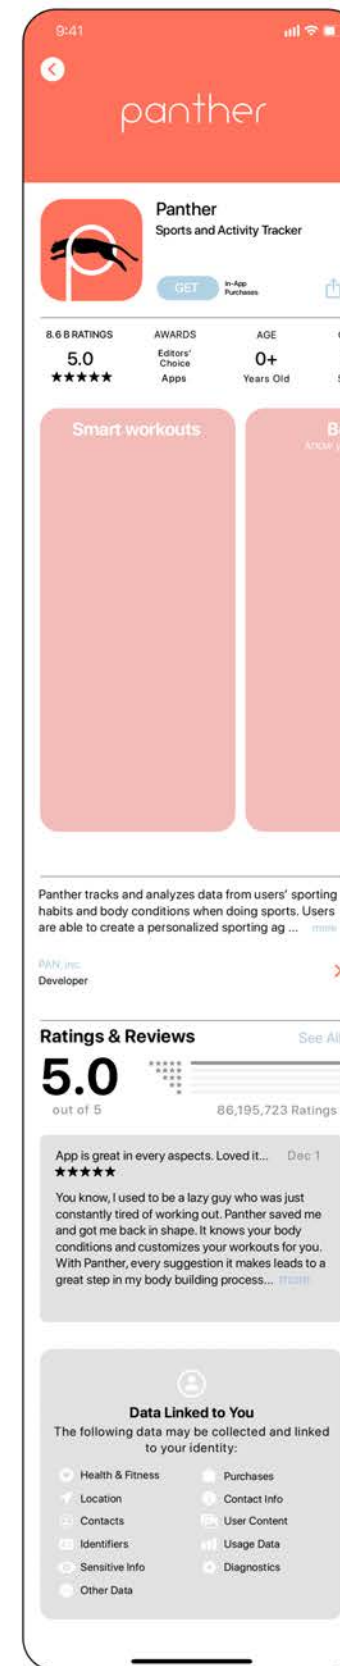 9:41
panther
Panther
Sports and Activity Tracker
GET
In-App
Purchases
8.6 B RATINGS
5.0
★★★★★
AWARDS
Editors'
Choice
Apps
AGE
0+
Years Old
Smart workouts
Panther tracks and analyzes data from users' sporting
habits and body conditions when doing sports. Users
are able to create a personalized sporting ag ... more
PAN, inc.
Developer
Ratings & Reviews
See All
5.0
out of 5
86,195,723 Ratings
App is great in every aspects. Loved it... Dec 1
★★★★★
You know, I used to be a lazy guy who was just
constantly tired of working out. Panther saved me
and got me back in shape. It knows your body
conditions and customizes your workouts for you.
With Panther, every suggestion it makes leads to a
great step in my body building process... more
Data Linked to You
The following data may be collected and linked
to your identity:
Health & Fitness
Purchases
Location
Contact Info
Contacts
User Content
Identifiers
Usage Data
Sensitive Info
Diagnostics
Other Data